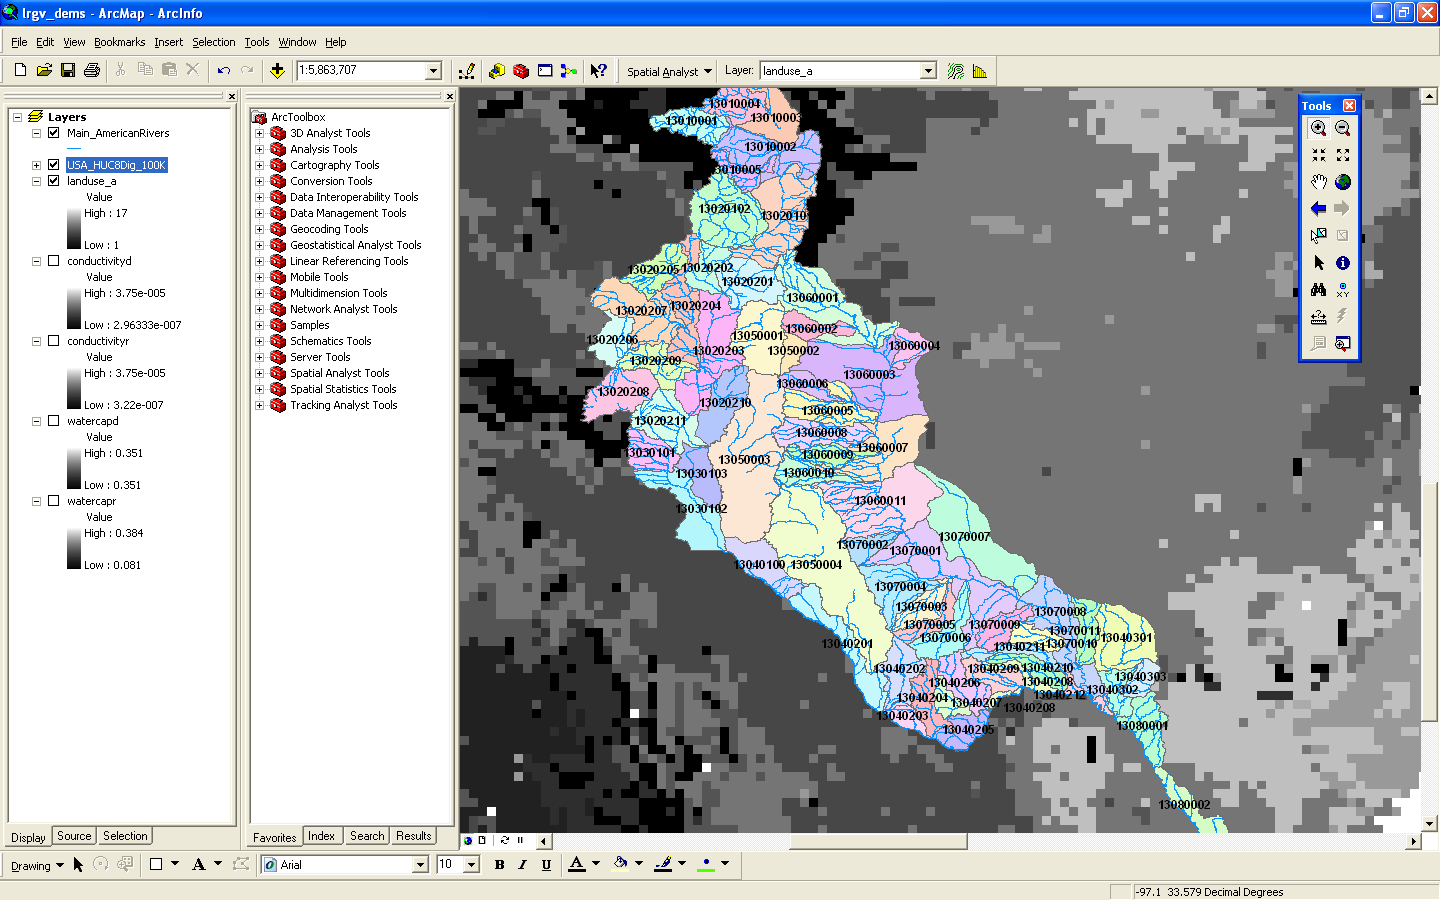 lrgv_dems - ArcMap - ArcInfo
File Edit View Bookmarks Insert Selection Tools Window Help
1:5,863,707
Spatial Analyst
Layer: landuse_a
Layers
Main_AmericanRivers
USA_HUC8Dig_100K
landuse_a
Value
High : 17
Low : 1
conductivityd
Value
High : 3.75e-005
Low : 2.96333e-007
conductivityr
Value
High : 3.75e-005
Low : 3.22e-007
watercapd
Value
High : 0.351
Low : 0.351
watercapr
Value
High : 0.384
Low : 0.081
Display Source Selection
ArcToolbox
3D Analyst Tools
Analysis Tools
Cartography Tools
Conversion Tools
Data Interoperability Tools
Data Management Tools
Geocoding Tools
Geostatistical Analyst Tools
Linear Referencing Tools
Mobile Tools
Multidimension Tools
Network Analyst Tools
Samples
Schematics Tools
Server Tools
Spatial Analyst Tools
Spatial Statistics Tools
Tracking Analyst Tools
Favorites Index Search Results
13010004
13010001 13010003
13010002
13010005
13020102
1302010
13020205 13020202
13020201
13060001
13020204
13020207
13060002
13050001
13020206
13060004
13020203 13050002
13020209
13060003
13060006
13020208
13020210
13060005
13020211
13060008
13060007
13030101
13060009
13050003
13030103 13060010
13060011
13030102
13070007
13070002
13070001
13040100 13050004
13070004
13070003
13070008
13070005 13070009
13070011
13070006
13040301
13040201 13040211 13070010
13040202 13040209 13040210
13040303
13040206 13040208
13040302
13040204 13040212
13040207
13040208
13040203
13080001
13040205
13080002
Tools
XY
Drawing A Arial 10 B I U A
-97.1 33.579 Decimal Degrees